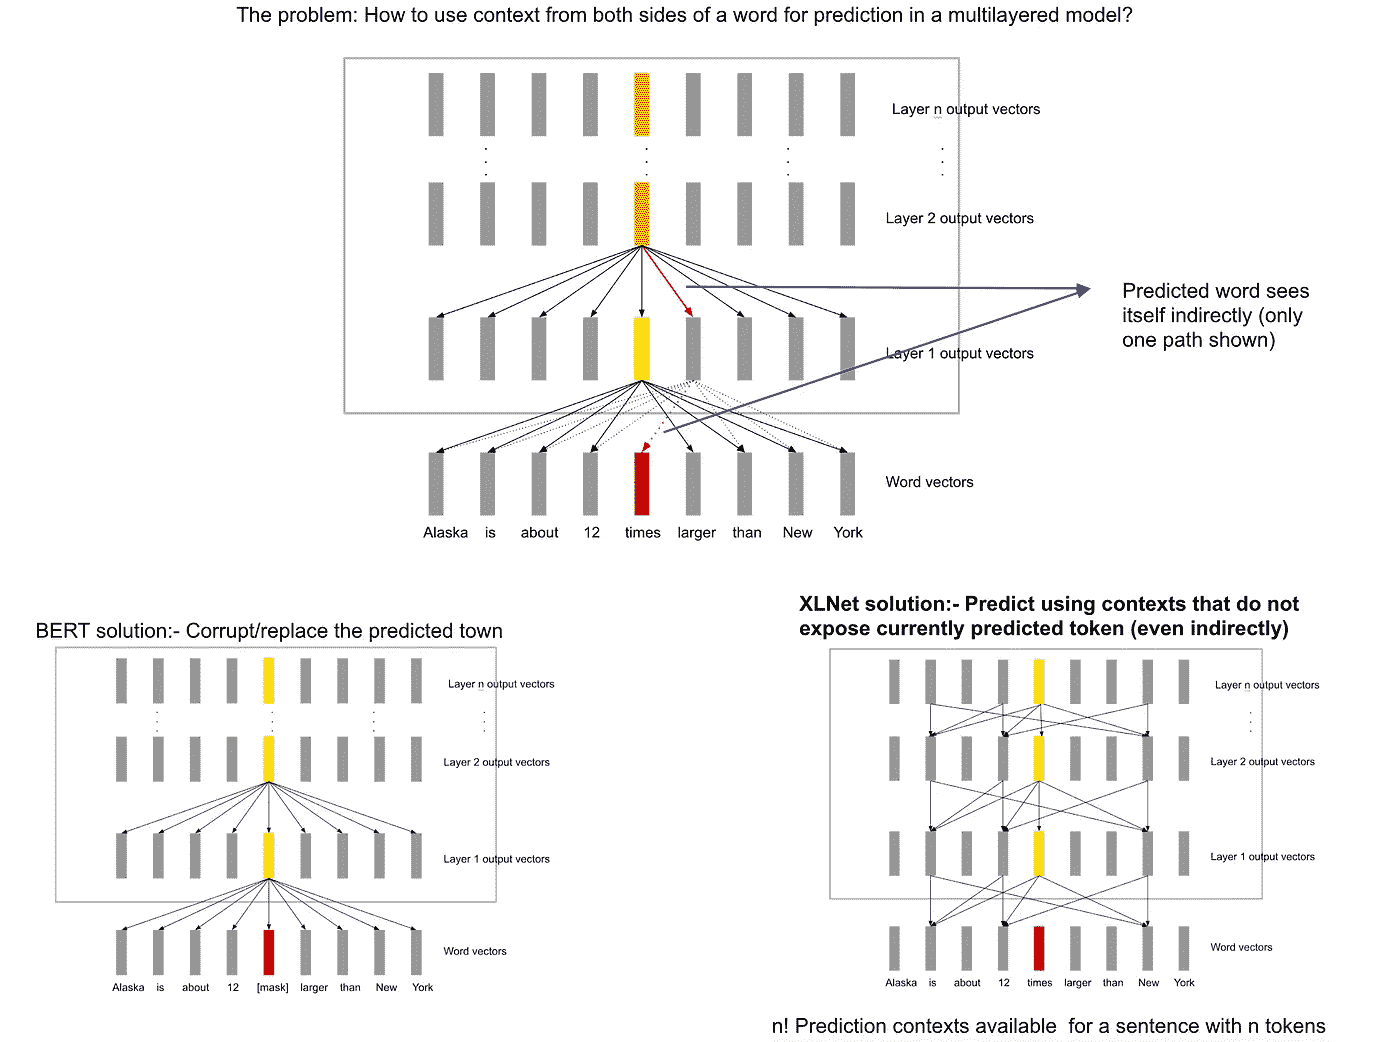 The problem: How to use context from both sides of a word for prediction in a multilayered model?
Layer n output vectors
Layer 2 output vectors
Predicted word sees
itself indirectly (only
one path shown)
Layer 1 output vectors
Word vectors
Alaska is about 12 times larger than New York
BERT solution:- Corrupt/replace the predicted town
Layer n output vectors
Layer 2 output vectors
Layer 1 output vectors
Word vectors
Alaska is about 12 [mask] larger than New York
XLNet solution:- Predict using contexts that do not
expose currently predicted token (even indirectly)
Layer n output vectors
Layer 2 output vectors
Layer 1 output vectors
Word vectors
Alaska is about 12 times larger than New York
n! Prediction contexts available for a sentence with n tokens